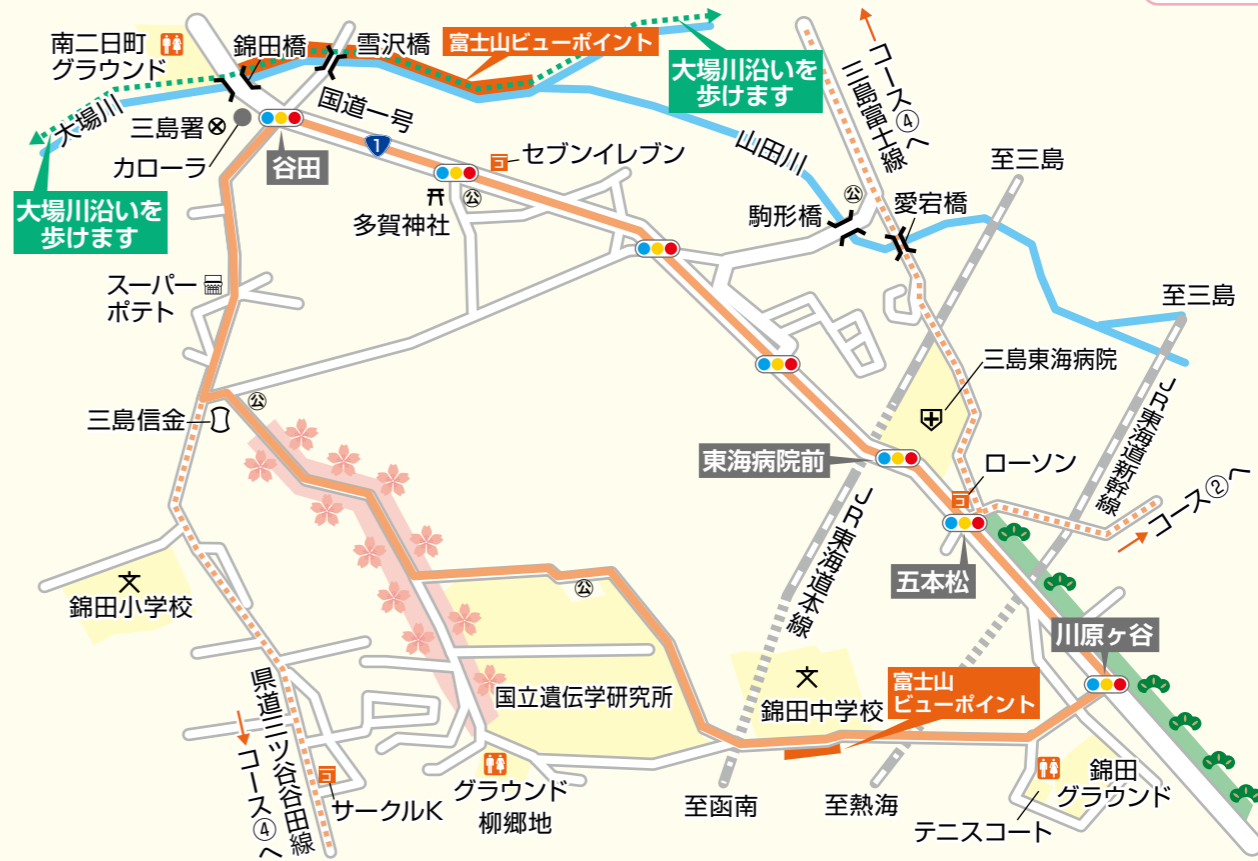 南二日町
グラウンド
錦田橋
雪沢橋
富士山ビューポイント
大場川沿いを
歩けます
コース④へ
三島富士線
大場川
三島署
カローラ
谷田
国道一号
1
セブンイレブン
コ
山田川
至三島
公
多賀神社
駒形橋
公
愛宕橋
大場川沿いを
歩けます
スーパー
ポテト
至三島
三島東海病院
三島信金
公
東海病院前
ローソン
コ
JR東海道新幹線
コース②へ
JR東海道本線
五本松
文
錦田小学校
公
川原ヶ谷
国立遺伝学研究所
文
錦田中学校
富士山
ビューポイント
県道三ツ谷谷田線
コース④へ
コ
サークルK
グラウンド
柳郷地
至函南
至熱海
錦田
グラウンド
テニスコート